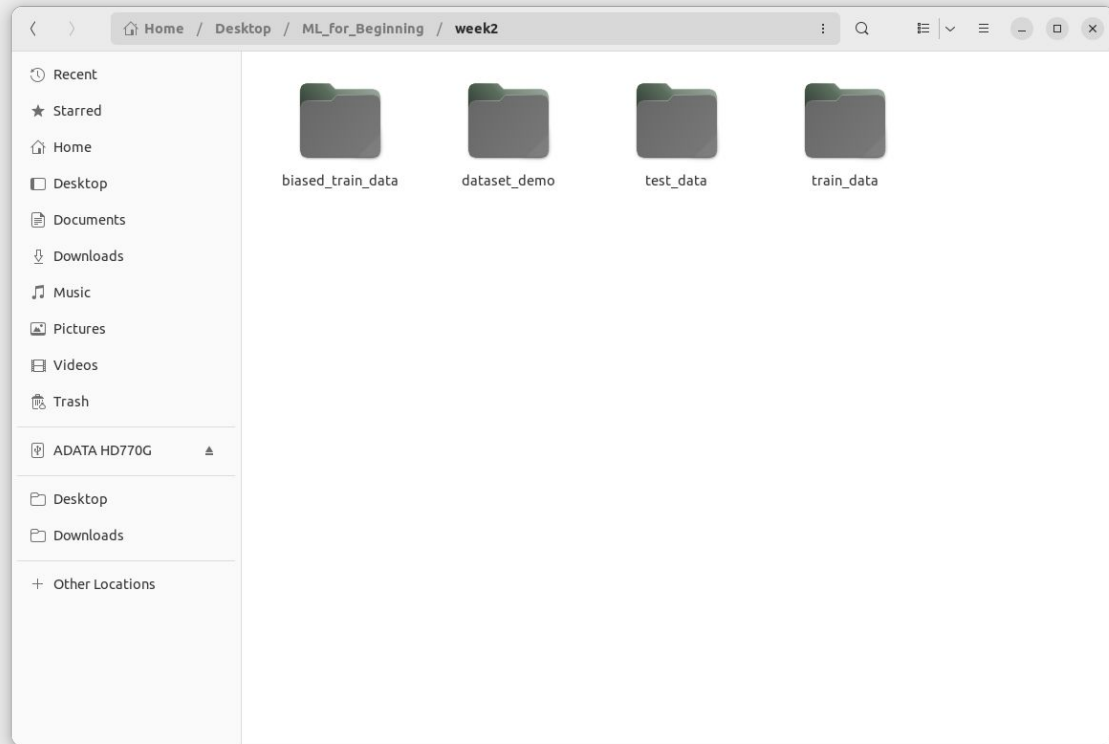 Home / Desktop / ML_for_Beginning / week2
Recent
Starred
Home
Desktop
Documents
Downloads
Music
Pictures
Videos
Trash
ADATA HD770G
Desktop
Downloads
Other Locations
biased_train_data dataset_demo test_data train_data